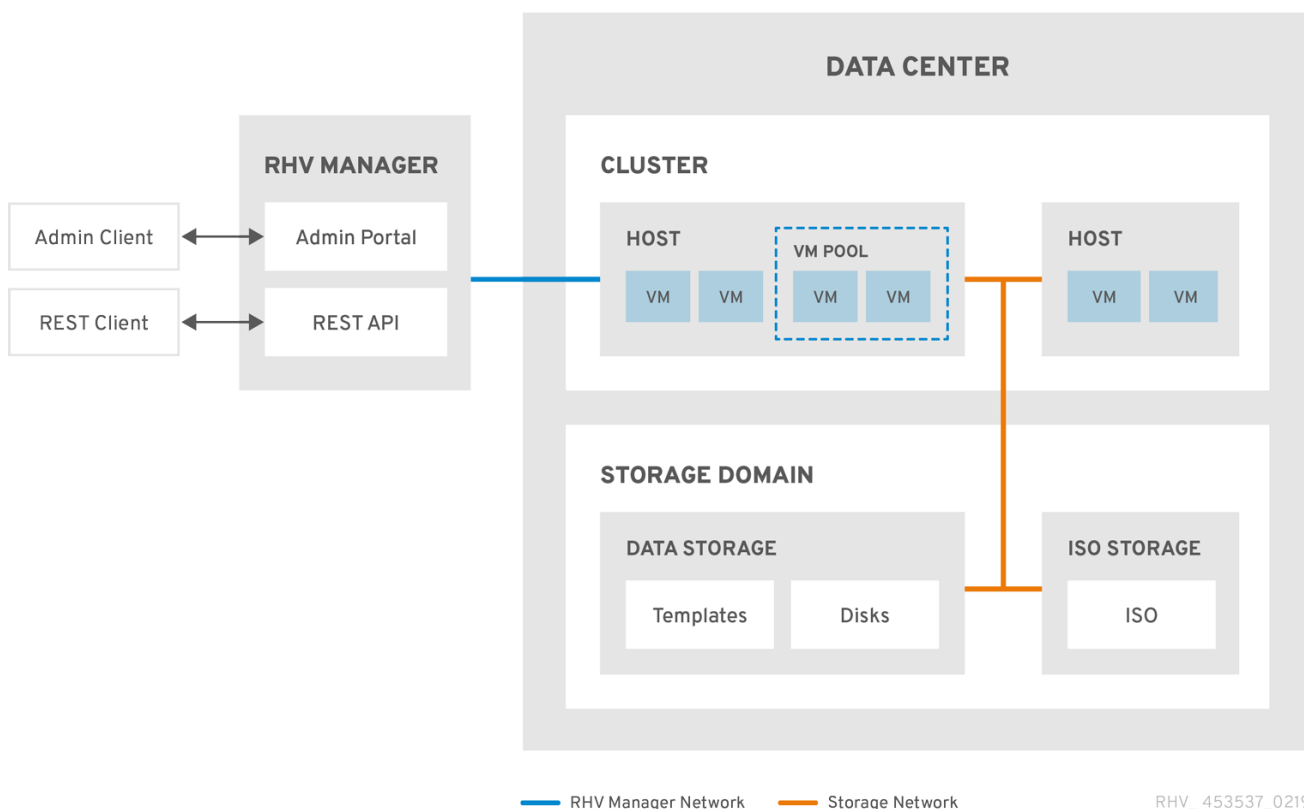 DATA CENTER
RHV MANAGER
CLUSTER
Admin Client
Admin Portal
HOST
VM POOL
HOST
VM
VM
VM
VM
VM
VM
REST Client
REST API
STORAGE DOMAIN
DATA STORAGE
ISO STORAGE
Templates
Disks
ISO
RHV Manager Network
Storage Network
RHV_453537_0219